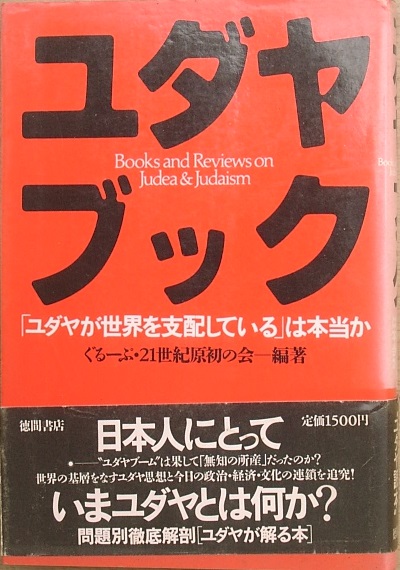 ユダヤ
Books and Reviews on
Judea & Judaism
ブック
「ユダヤが世界を支配している」は本当か
ぐるーぷ・21世紀原初の会―編著
徳間書店
日本人にとって
定価1500円
●――“ユダヤブーム”は果して「無知の所産」だったのか?
世界の基層をなすユダヤ思想と今日の政治・経済・文化の連鎖を追究!
いまユダヤとは何か?
問題別徹底解剖[ユダヤが解る本]